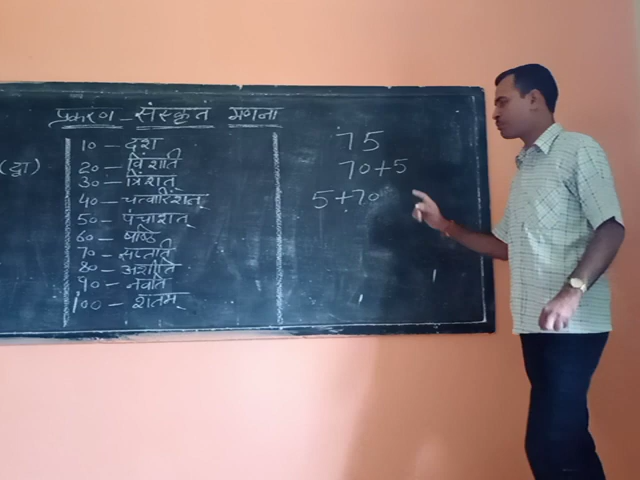 प्रकरण - संस्कृत गणना
(द्वा)
10 - दश
20 - विंशति
30 - त्रिंशत्
40 - चत्वारिंशत्
50 - पंचाशत्
60 - षष्ठि
70 - सप्तति
80 - अशीति
90 - नवति
100 - शतम्
75
70+5
5+70